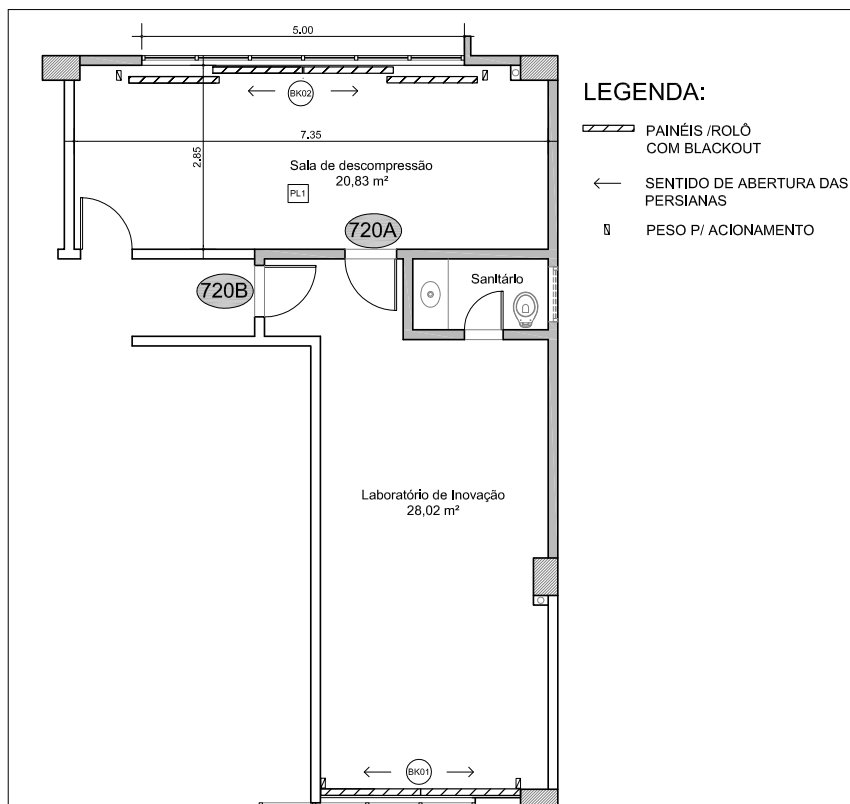 5.00
BK02
LEGENDA:
PAINÉIS /ROLÔ
COM BLACKOUT
7.35
2.85
Sala de descompressão
20,83 m²
SENTIDO DE ABERTURA DAS
PERSIANAS
PL1
PESO P/ ACIONAMENTO
720A
Sanitário
720B
Laboratório de Inovação
28,02 m²
BK01